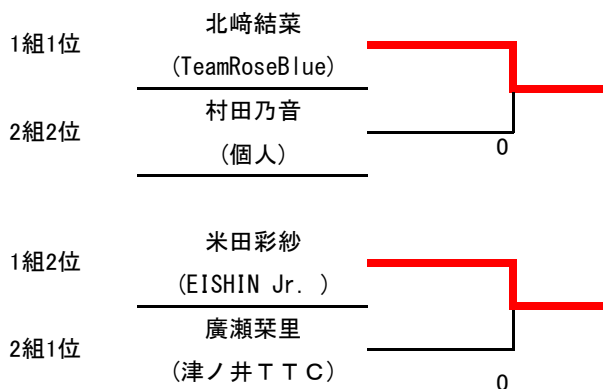 1組1位
北﨑結菜
(TeamRoseBlue)
2組2位
村田乃音
(個人)
0
1組2位
米田彩紗
(EISHIN Jr. )
2組1位
廣瀬栞里
(津ノ井ＴＴＣ)
0